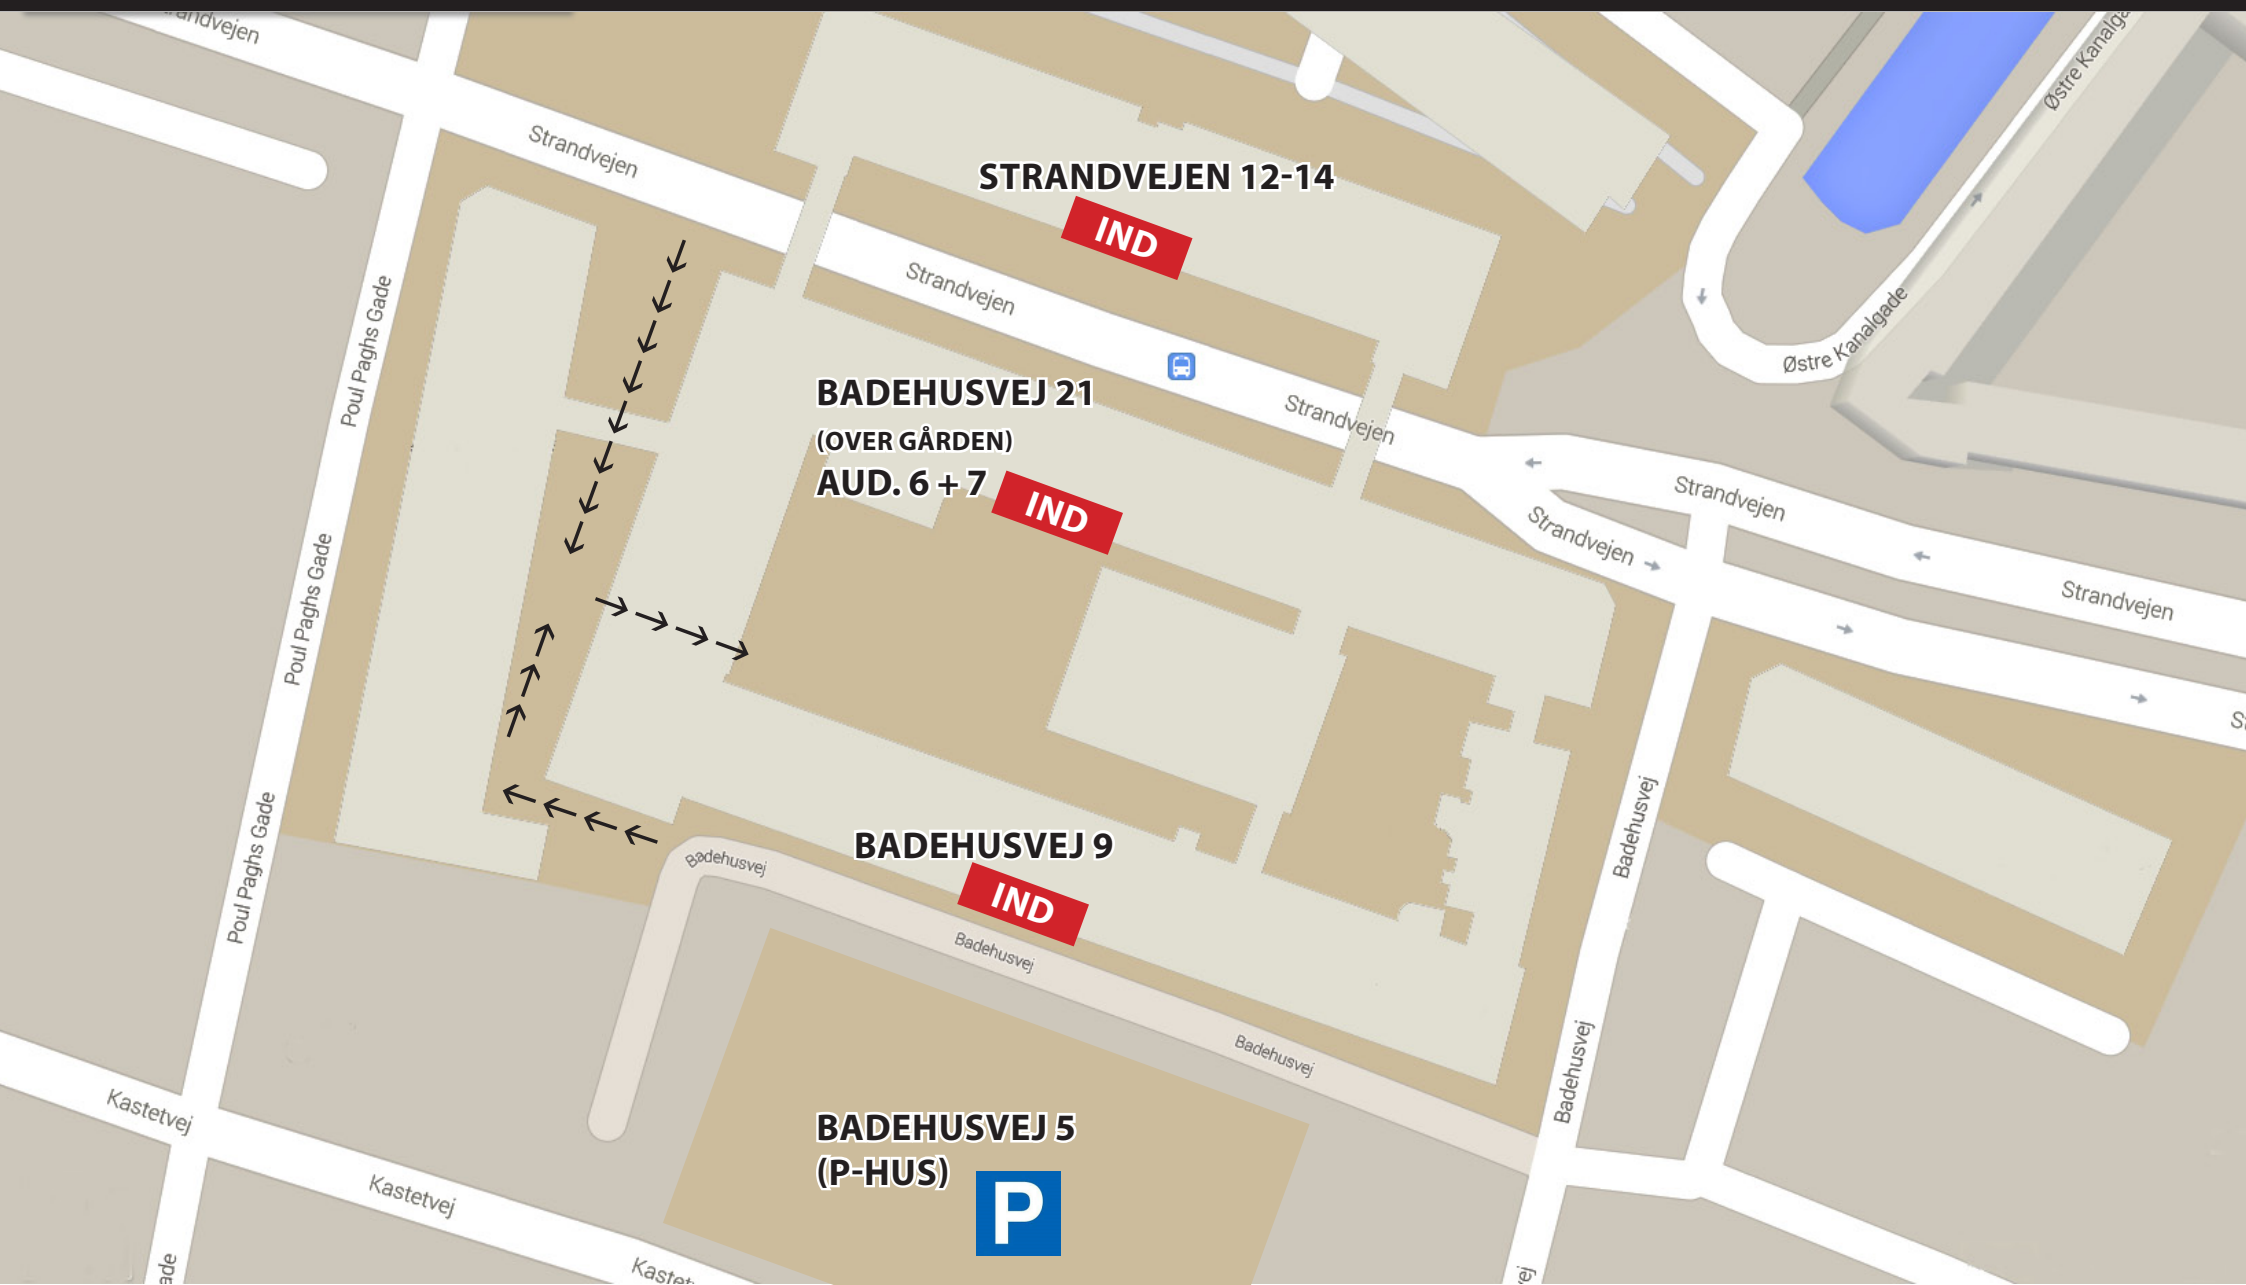 Strandvejen
STRANDVEJEN 12-14
IND
Strandvejen
Strandvejen
Strandvejen
Strandvejen
Strandvejen
Strandvejen
Østre Kanalgade
BADEHUSVEJ 21
(OVER GÅRDEN)
AUD. 6 + 7
IND
Poul Paghs Gade
Poul Paghs Gade
Poul Paghs Gade
BADEHUSVEJ 9
IND
Badehusvej
Badehusvej
Badehusvej
Badehusvej
Badehusvej
BADEHUSVEJ 5
(P-HUS)
P
Kastetvej
Kastetvej